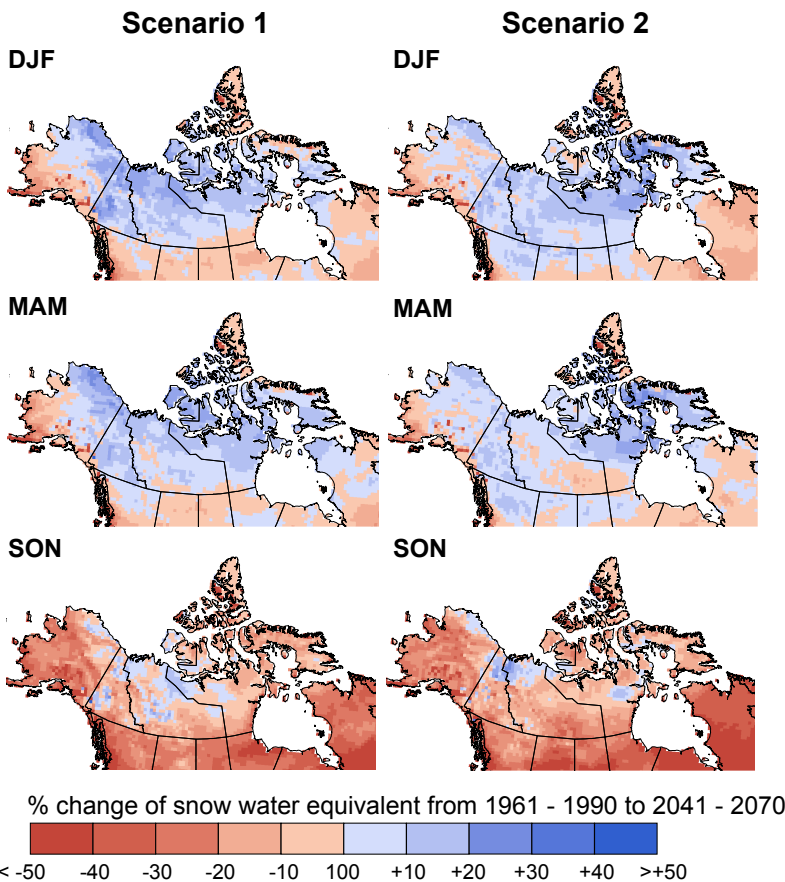 Scenario 1 Scenario 2
DJF DJF
MAM MAM
SON SON
% change of snow water equivalent from 1961 - 1990 to 2041 - 2070
< -50 -40 -30 -20 -10 100 +10 +20 +30 +40 >+50